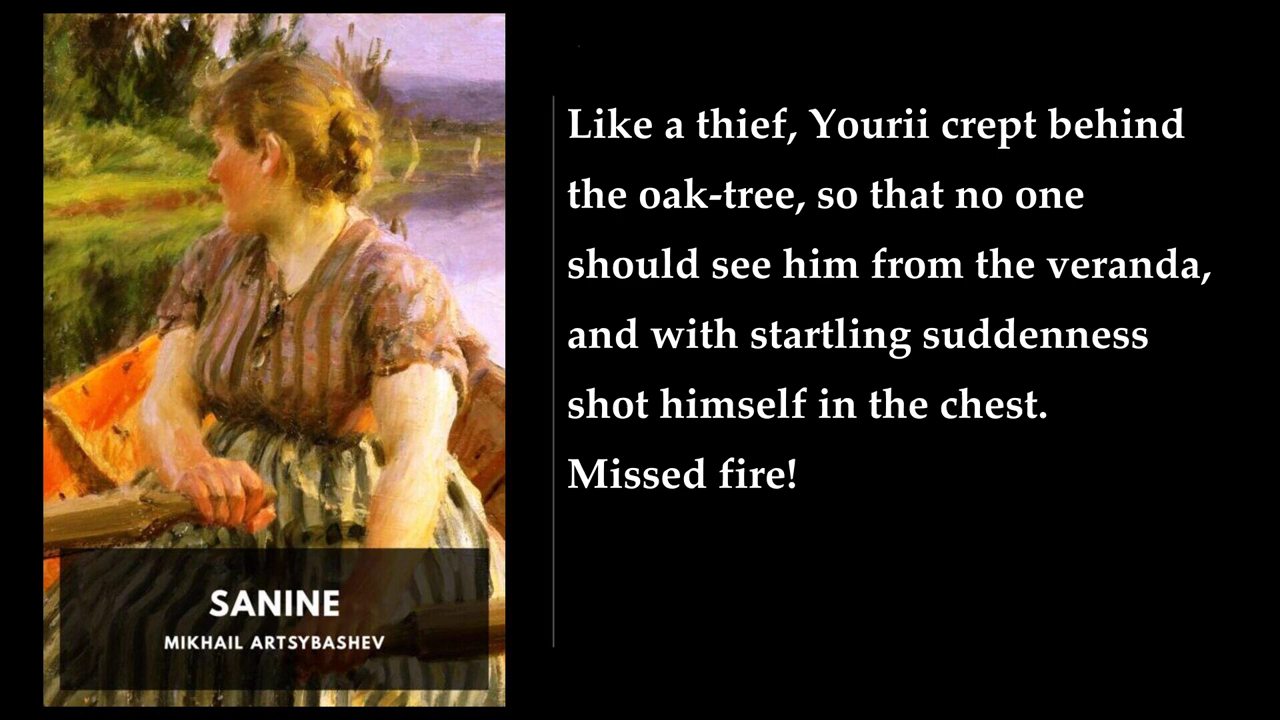 Like a thief, Yourii crept behind
the oak-tree, so that no one
should see him from the veranda,
and with startling suddenness
shot himself in the chest.
Missed fire!
SANINE
MIKHAIL ARTSYBASHEV